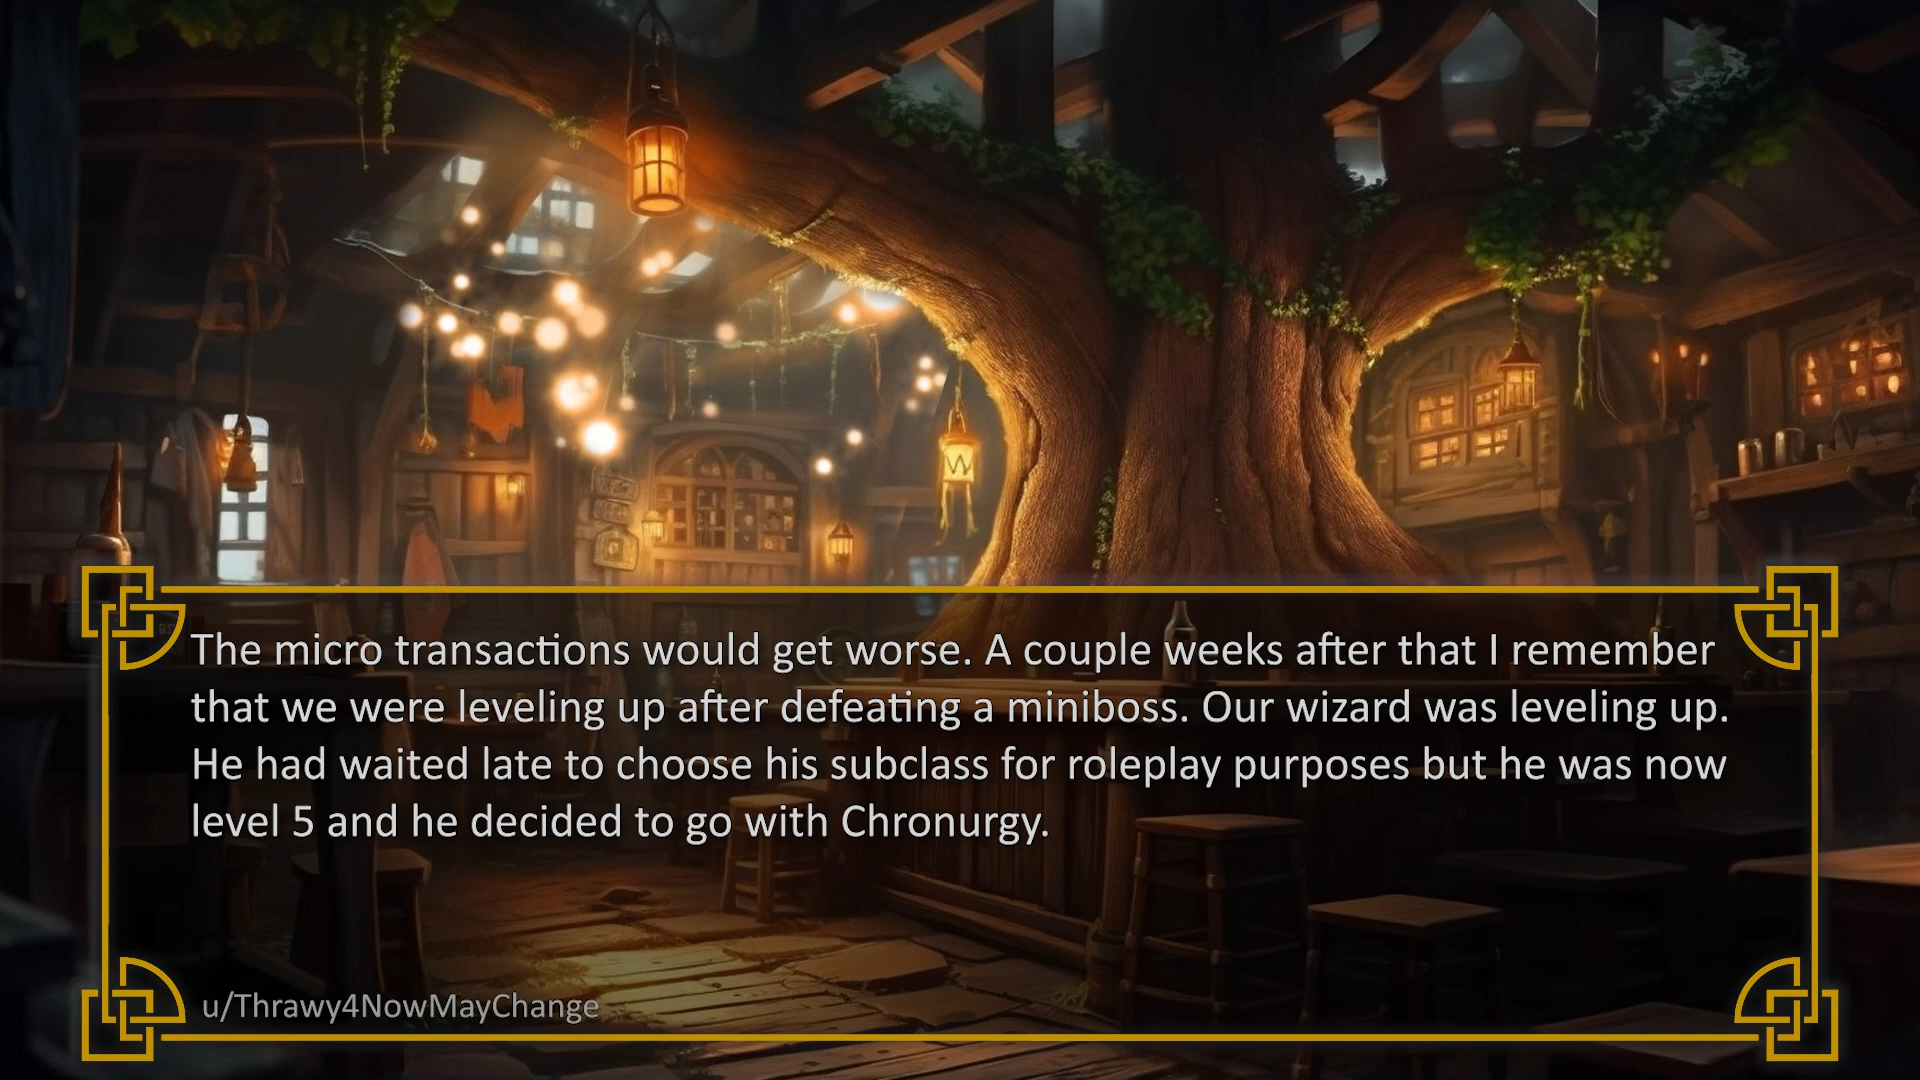 W
The micro transactions would get worse. A couple weeks after that I remember
that we were leveling up after defeating a miniboss. Our wizard was leveling up.
He had waited late to choose his subclass for roleplay purposes but he was now
level 5 and he decided to go with Chronurgy.
u/Thrawy4NowMayChange